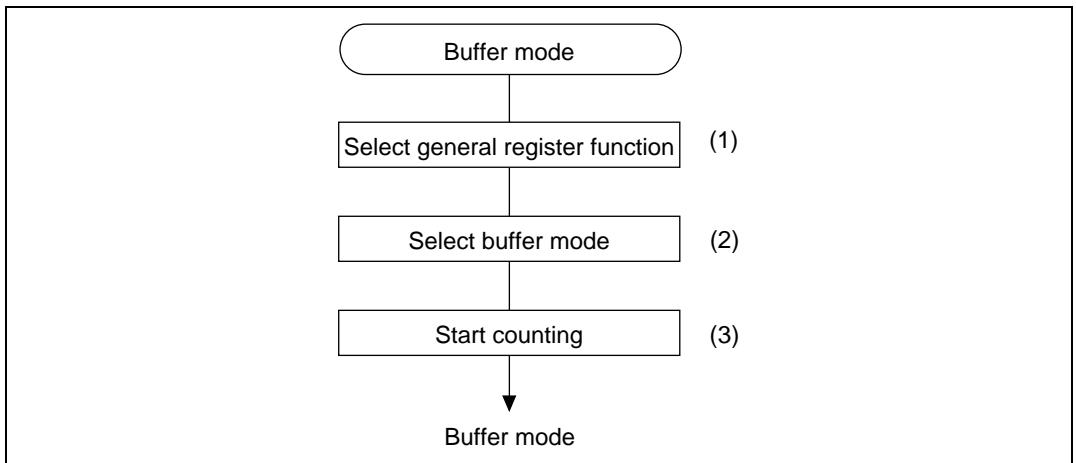 Buffer mode
Select general register function (1)
Select buffer mode (2)
Start counting (3)
Buffer mode